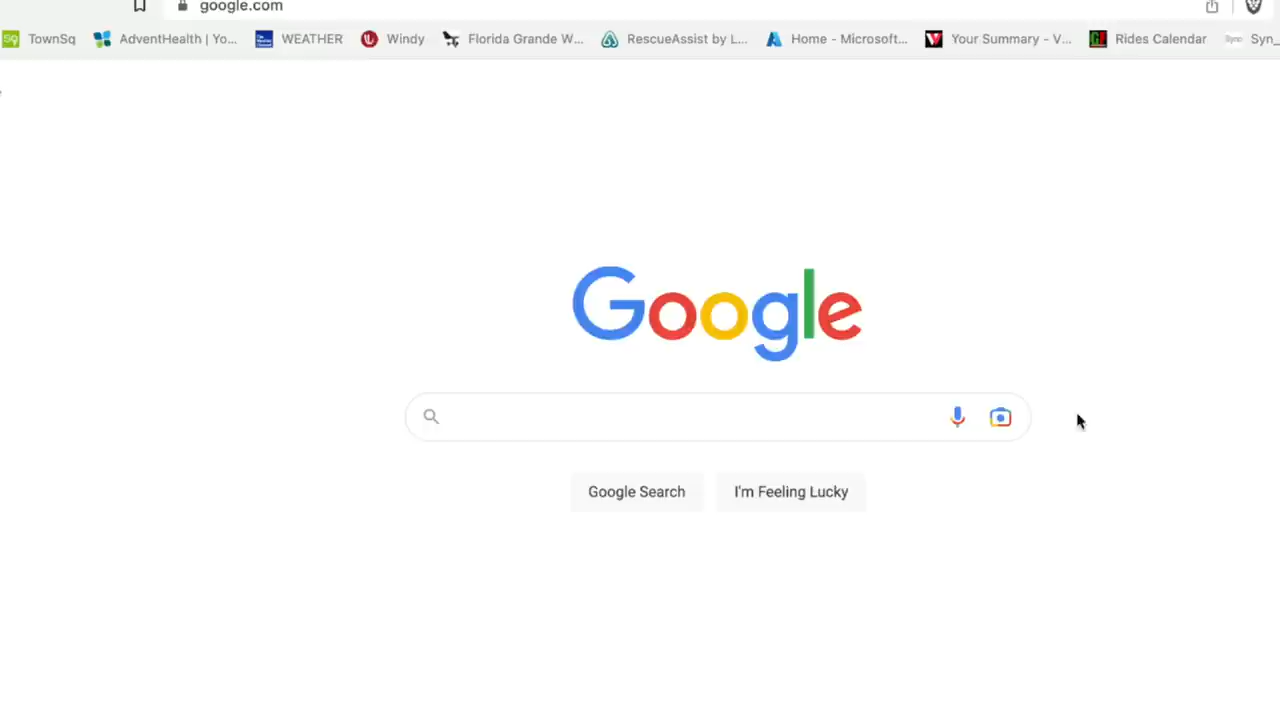 google.com
TownSq AdventHealth | Yo... WEATHER Windy Florida Grande W... RescueAssist by L... Home - Microsoft... Your Summary - V... Rides Calendar Syn_
Google
Google Search I'm Feeling Lucky